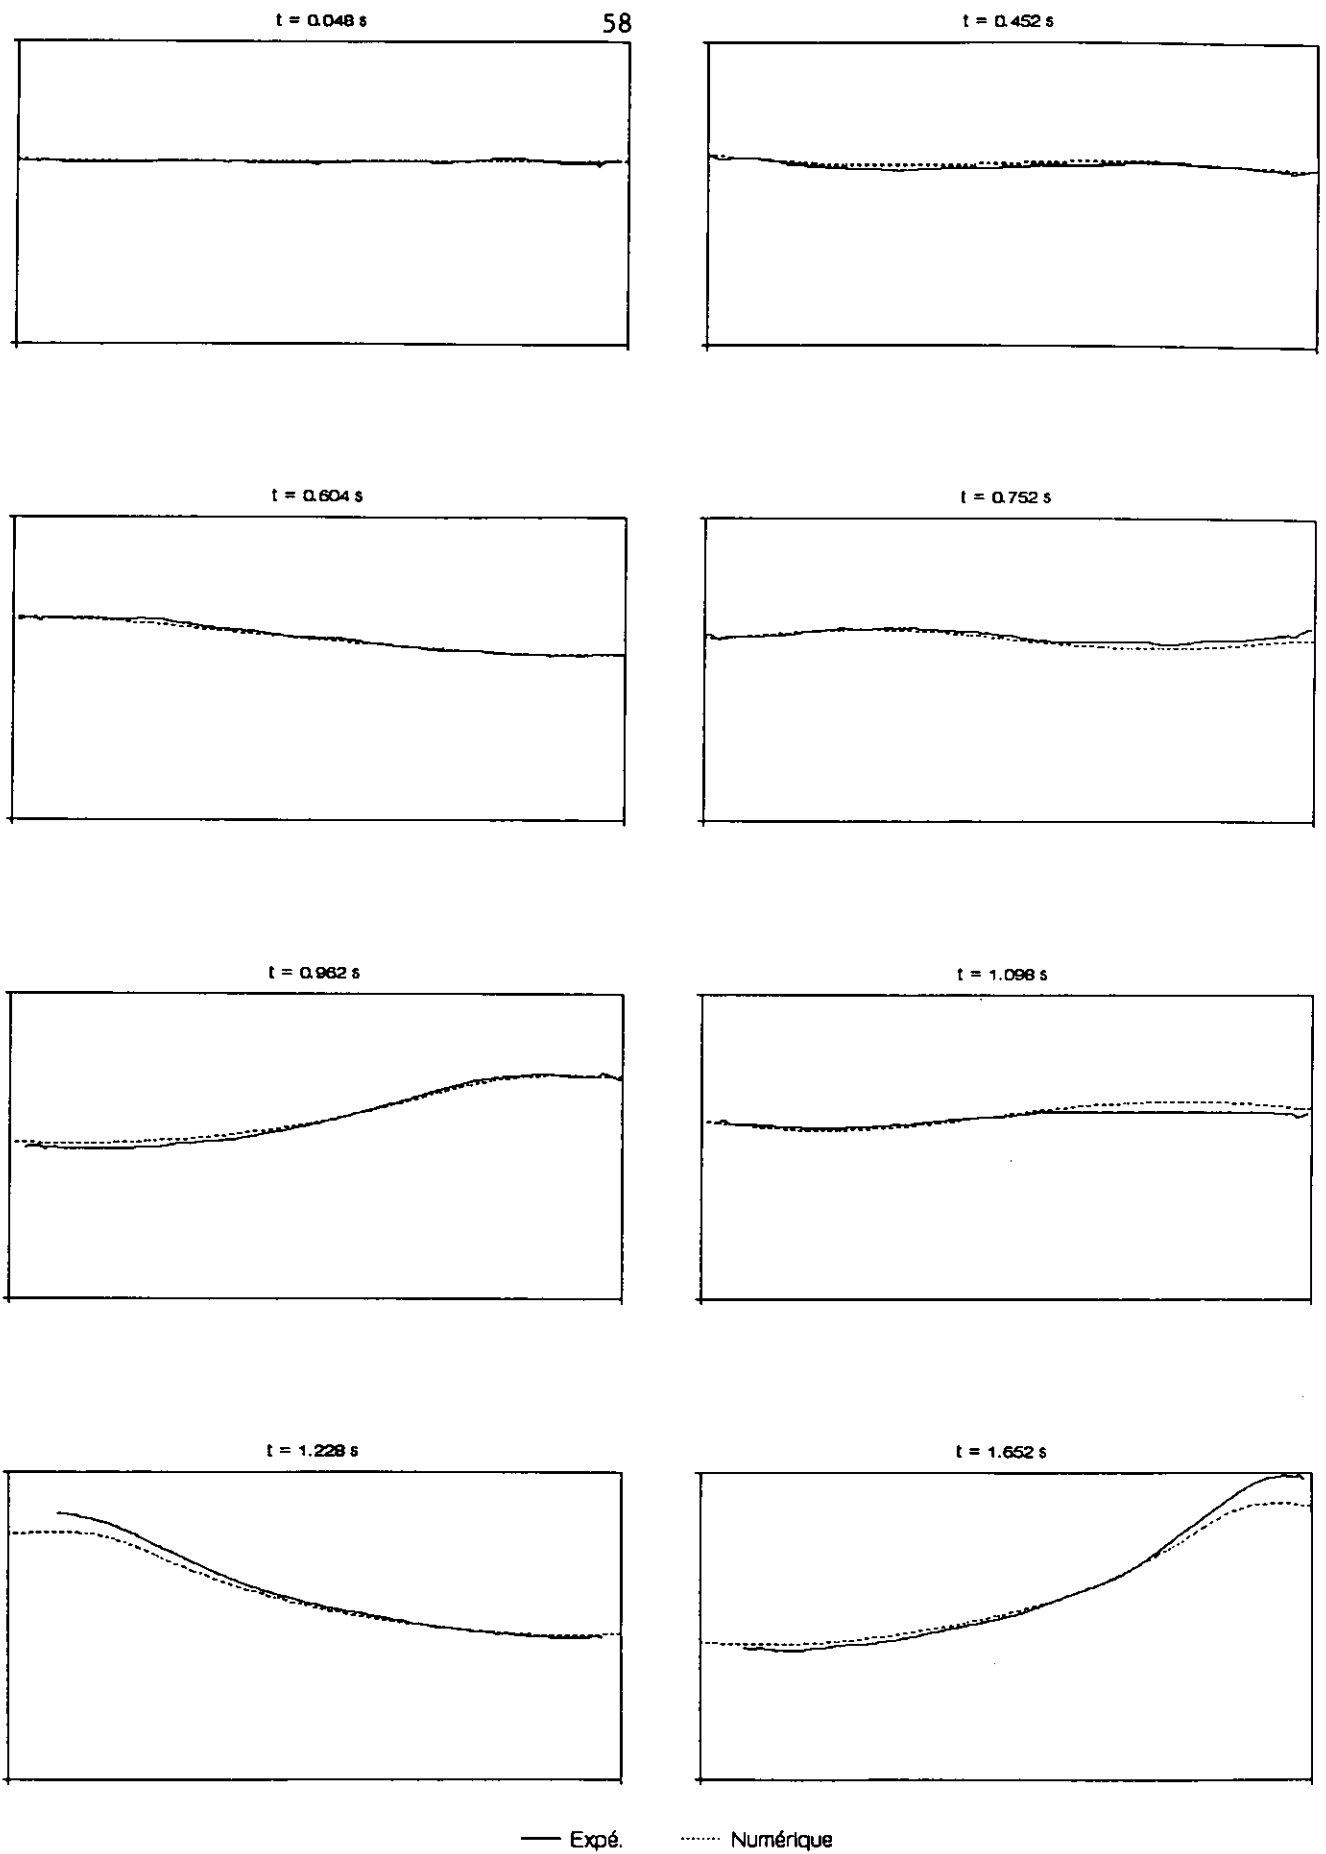 58
t = 0.048 s
t = 0.452 s
t = 0.604 s
t = 0.752 s
t = 0.962 s
t = 1.098 s
t = 1.228 s
t = 1.652 s
Expé.
Numérique